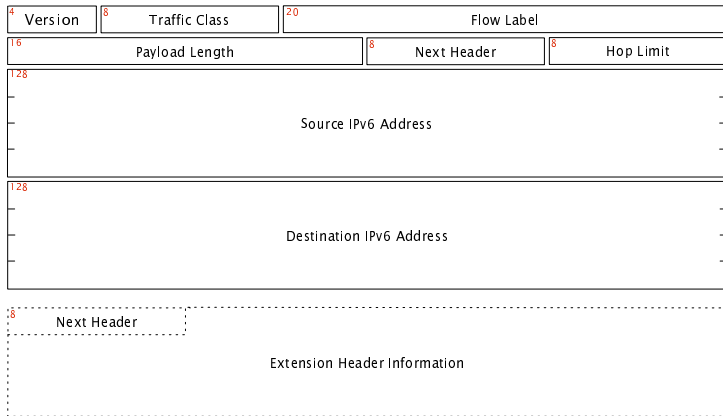 4 Version 8 Traffic Class 20 Flow Label
16 Payload Length 8 Next Header 8 Hop Limit
128
Source IPv6 Address
128
Destination IPv6 Address
8 Next Header
Extension Header Information